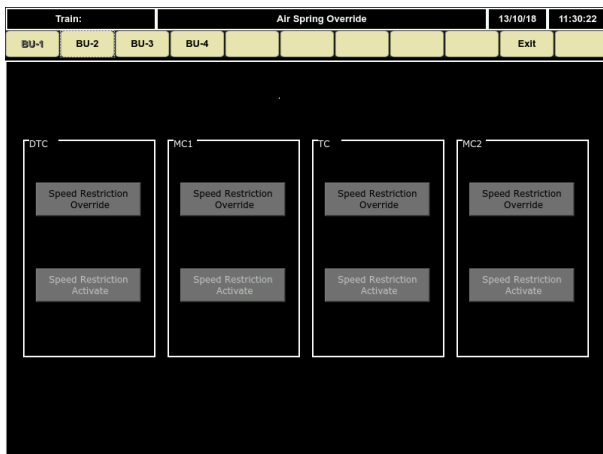 Train: Air Spring Override 13/10/18 11:30:22
BU-1 BU-2 BU-3 BU-4 Exit
DTC MC1 TC MC2
Speed Restriction Speed Restriction Speed Restriction Speed Restriction
Override Override Override Override
Speed Restriction Speed Restriction Speed Restriction Speed Restriction
Activate Activate Activate Activate